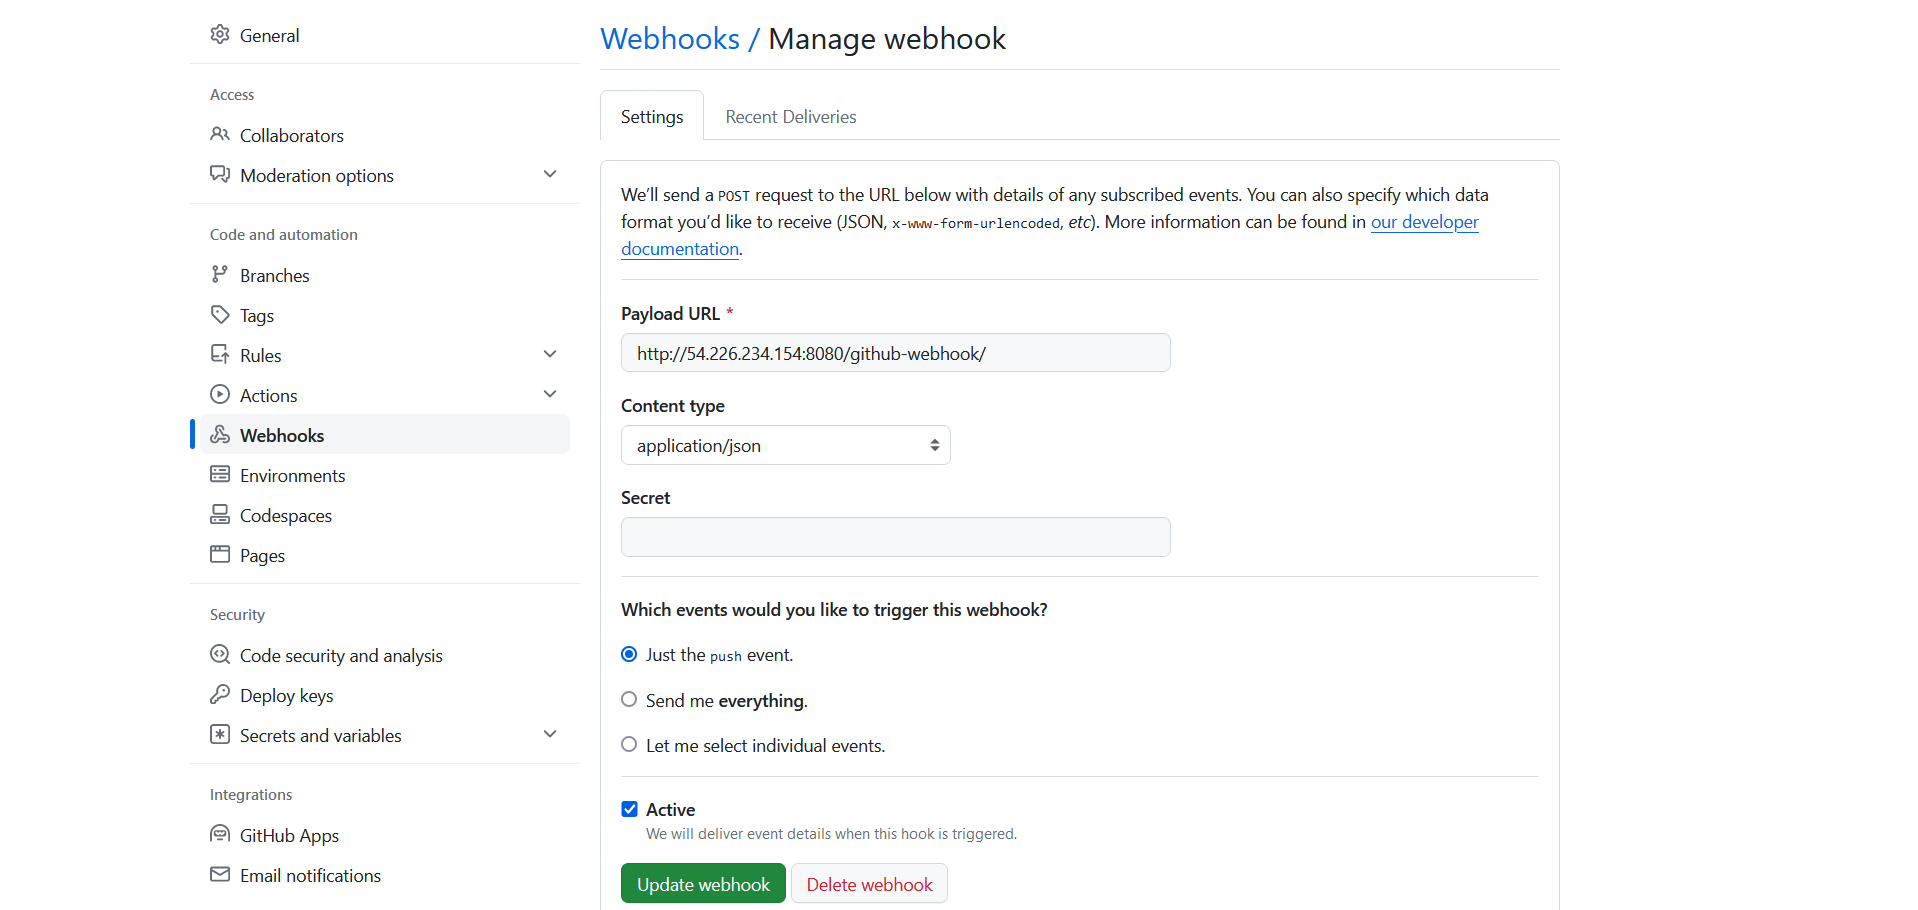 General
Access
Collaborators
Moderation options
Code and automation
Branches
Tags
Rules
Actions
Webhooks
Environments
Codespaces
Pages
Security
Code security and analysis
Deploy keys
Secrets and variables
Integrations
GitHub Apps
Email notifications
Webhooks / Manage webhook
Settings Recent Deliveries
We’ll send a POST request to the URL below with details of any subscribed events. You can also specify which data
format you’d like to receive (JSON, x-www-form-urlencoded, etc). More information can be found in our developer
documentation.
Payload URL *
http://54.226.234.154:8080/github-webhook/
Content type
application/json
Secret
Which events would you like to trigger this webhook?
Just the push event.
Send me everything.
Let me select individual events.
Active
We will deliver event details when this hook is triggered.
Update webhook Delete webhook